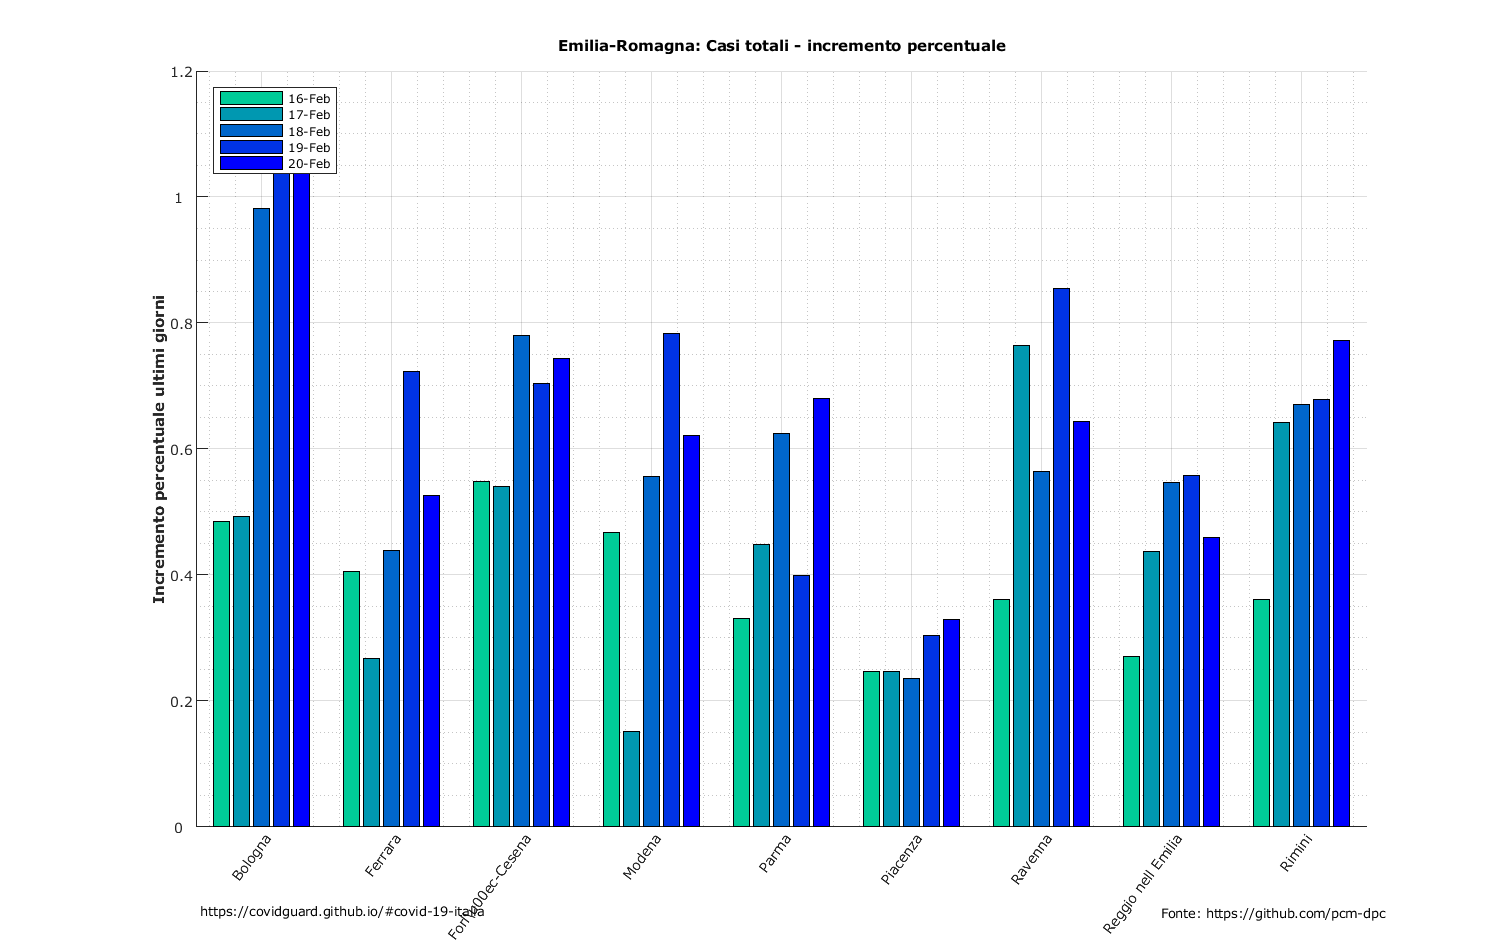 Emilia-Romagna: Casi totali - incremento percentuale
Incremento percentuale ultimi giorni
1.2
1
0.8
0.6
0.4
0.2
0
16-Feb
17-Feb
18-Feb
19-Feb
20-Feb
Bologna
Ferrara
Forl\u00ec-Cesena
Modena
Parma
Piacenza
Ravenna
Reggio nell Emilia
Rimini
https://covidguard.github.io/#covid-19-italia
Fonte: https://github.com/pcm-dpc